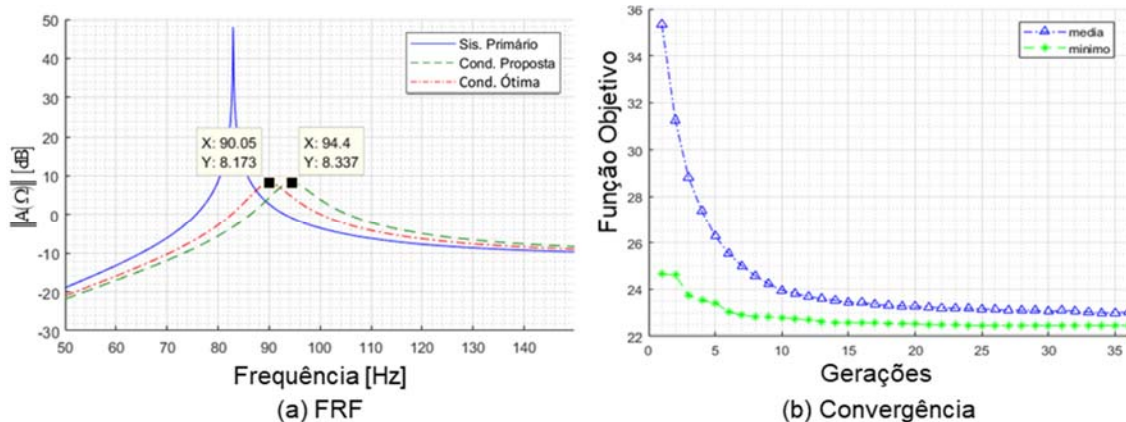 50
40
30
20
10
0
-10
-20
-30
||A(Ω)|| [dB]
Sis. Primário
Cond. Proposta
Cond. Ótima
X: 90.05
Y: 8.173
X: 94.4
Y: 8.337
50 60 70 80 90 100 110 120 130 140
Frequência [Hz]
(a) FRF
36
34
32
30
28
26
24
22
Função Objetivo
media
minimo
0 5 10 15 20 25 30 35
Gerações
(b) Convergência